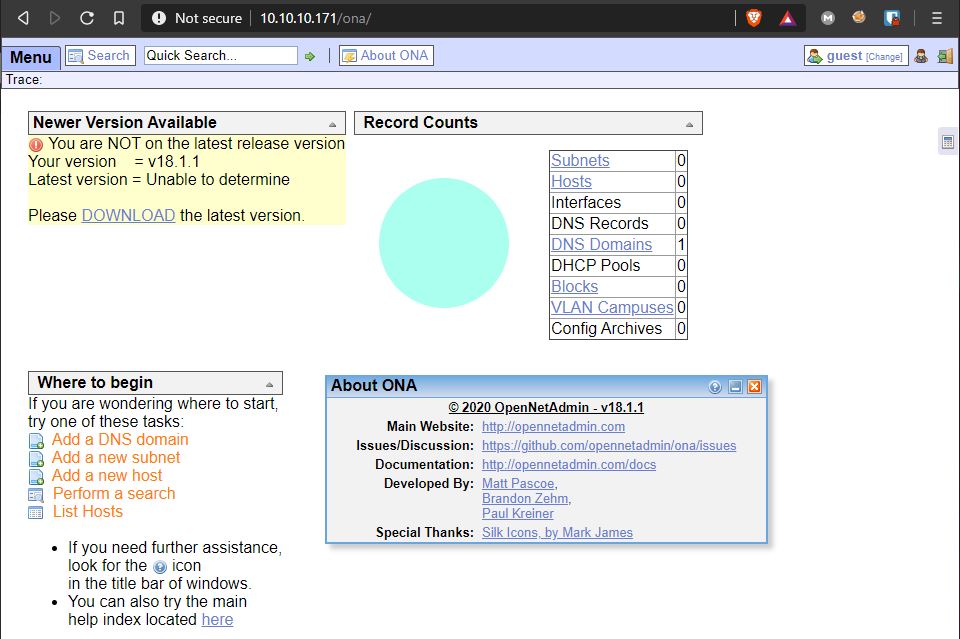 Not secure 10.10.10.171/ona/
Menu Search Quick Search... About ONA guest [Change]
Trace:
Newer Version Available
You are NOT on the latest release version
Your version = v18.1.1
Latest version = Unable to determine
Please DOWNLOAD the latest version.
Record Counts
Subnets 0
Hosts 0
Interfaces 0
DNS Records 0
DNS Domains 1
DHCP Pools 0
Blocks 0
VLAN Campuses 0
Config Archives 0
Where to begin
If you are wondering where to start,
try one of these tasks:
Add a DNS domain
Add a new subnet
Add a new host
Perform a search
List Hosts
• If you need further assistance,
look for the ? icon
in the title bar of windows.
• You can also try the main
help index located here
About ONA
© 2020 OpenNetAdmin - v18.1.1
Main Website: http://opennetadmin.com
Issues/Discussion: https://github.com/opennetadmin/ona/issues
Documentation: http://opennetadmin.com/docs
Developed By: Matt Pascoe,
Brandon Zehm,
Paul Kreiner
Special Thanks: Silk Icons, by Mark James